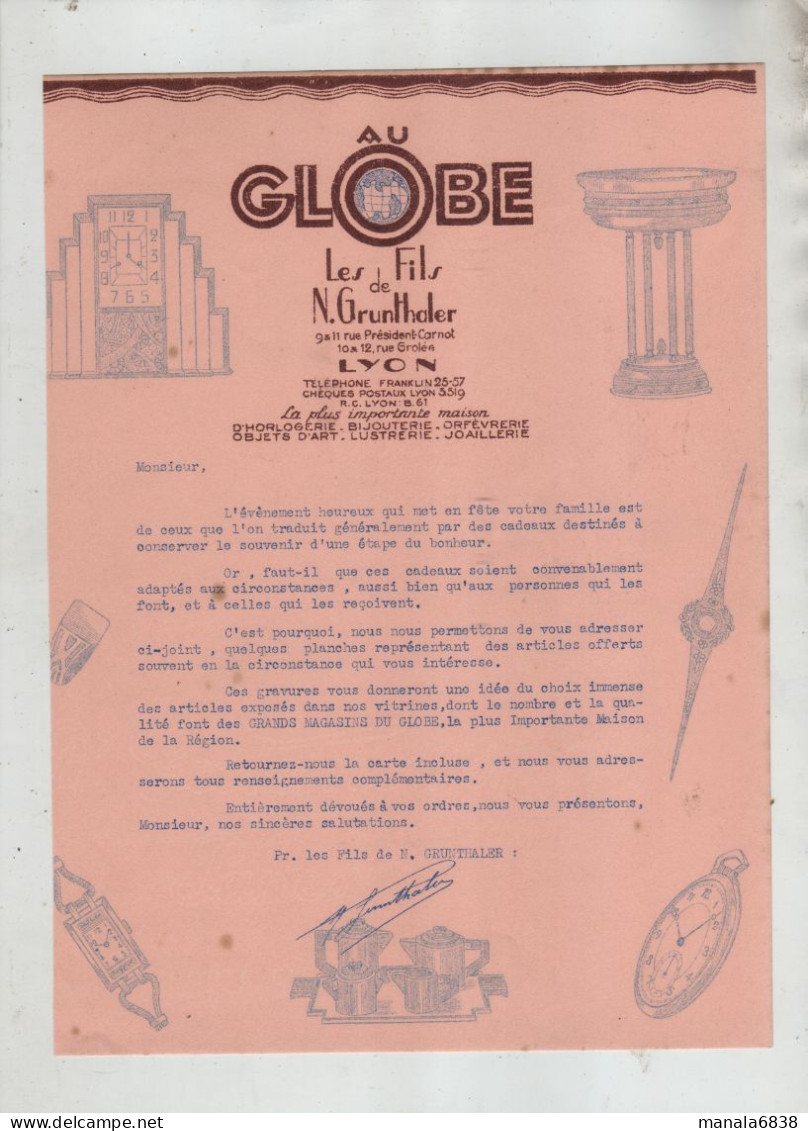 AU
GLOBE
Les Fils
de
N. Grunthaler
9 & 11 rue Président-Carnot
10 & 12, rue Grolée
LYON
TÉLÉPHONE FRANKLIN 25-57
CHÈQUES POSTAUX LYON 5.519
R.C. LYON: B. 61
La plus importante maison
D'HORLOGERIE. BIJOUTERIE. ORFÈVRERIE
OBJETS D'ART. LUSTRERIE. JOAILLERIE
Monsieur,
L'évènement heureux qui met en fête votre famille est
de ceux que l'on traduit généralement par des cadeaux destinés à
conserver le souvenir d'une étape du bonheur.
Or , faut-il que ces cadeaux soient convenablement
adaptés aux circonstances , aussi bien qu'aux personnes qui les
font, et à celles qui les reçoivent.
C'est pourquoi, nous nous permettons de vous adresser
ci-joint , quelques planches représentant des articles offerts
souvent en la circonstance qui vous intéresse.
Ces gravures vous donneront une idée du choix immense
des articles exposés dans nos vitrines,dont le nombre et la qua-
lité font des GRANDS MAGASINS DU GLOBE,la plus Importante Maison
de la Région.
Retournez-nous la carte incluse , et nous vous adres-
serons tous renseignements complémentaires.
Entièrement dévoués à vos ordres,nous vous présentons,
Monsieur, nos sincères salutations.
Pr. les Fils de N. GRUNTHALER :
Grunthaler
manala6838